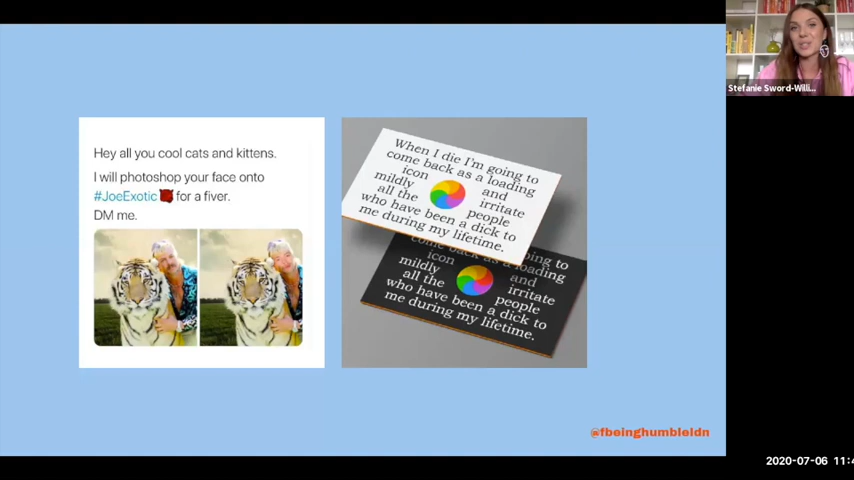 Hey all you cool cats and kittens.
I will photoshop your face onto
#JoeExotic for a fiver.
DM me.
When I die I'm going to
come back as a loading
icon and
mildly irritate
all the people
who have been a dick to
me during my lifetime.
come back as a loading
icon and
mildly irritate
all the people
who have been a dick to
me during my lifetime.
@fbeinghumbleldn
Stefanie Sword-Willi...
2020-07-06 11:4